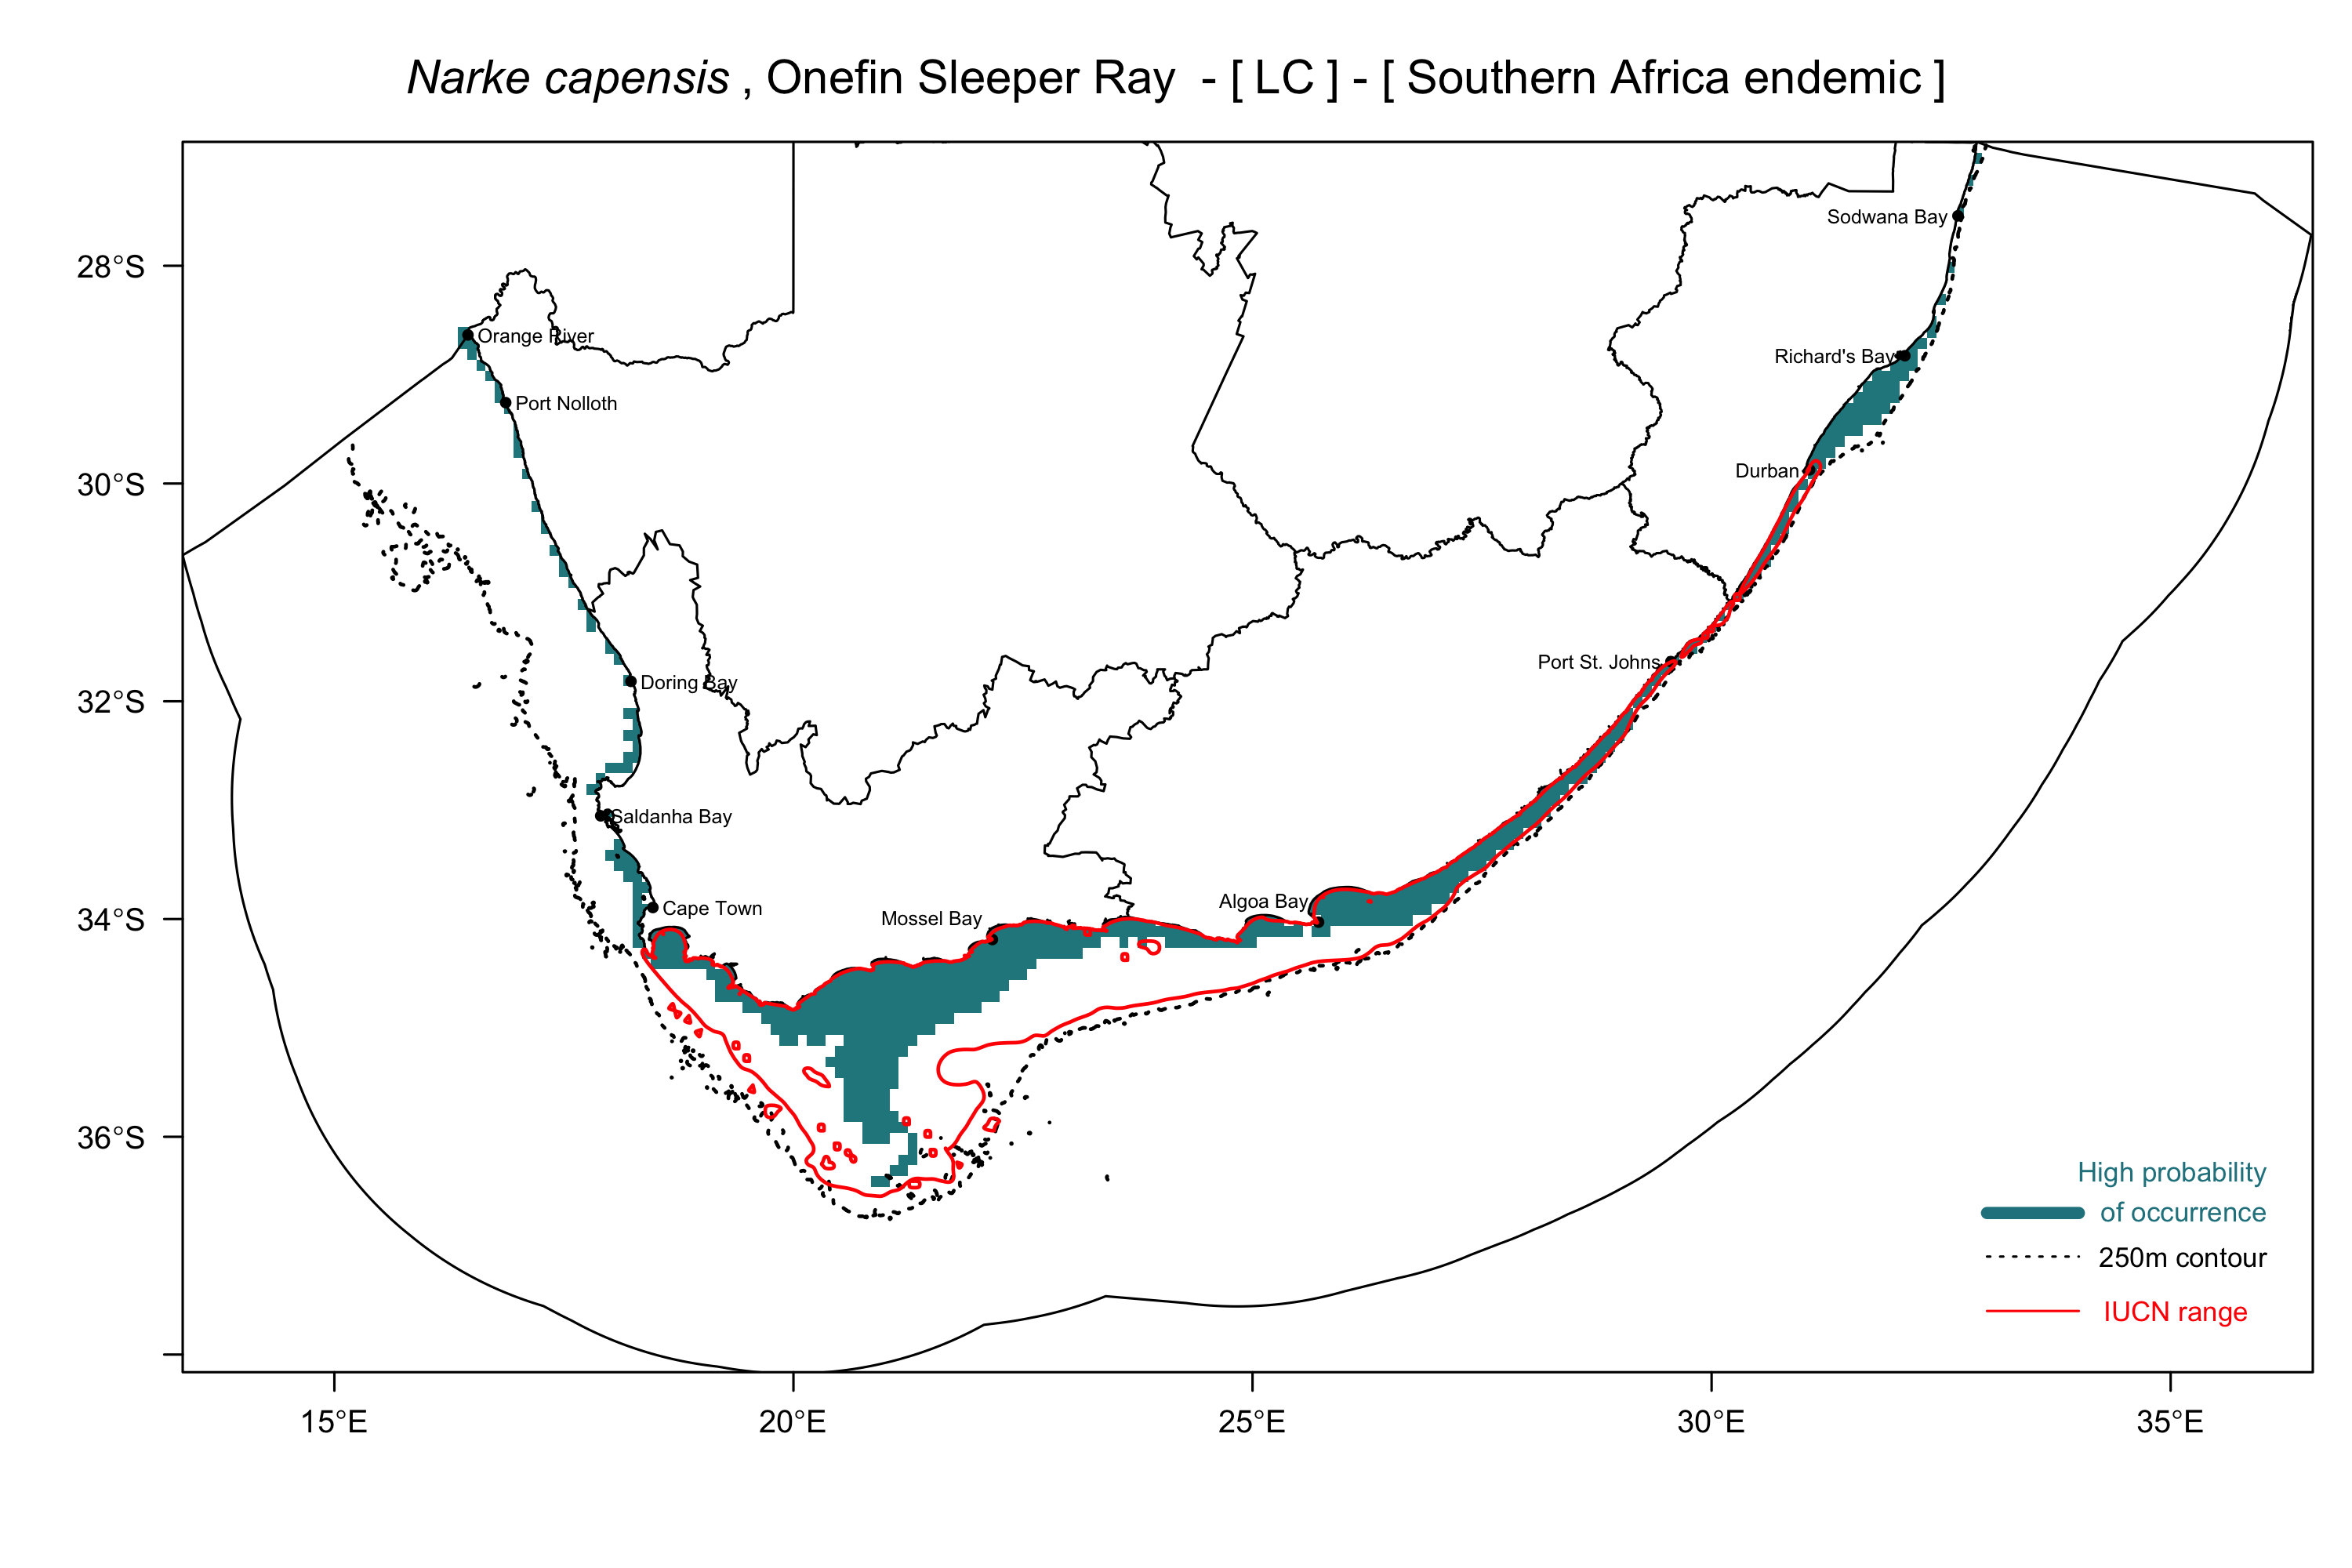 Narke capensis , Onefin Sleeper Ray - [ LC ] - [ Southern Africa endemic ]
Sodwana Bay
28°S
Orange River
Richard's Bay
Port Nolloth
Durban
30°S
Port St. Johns
Doring Bay
32°S
Saldanha Bay
Algoa Bay
Cape Town
Mossel Bay
34°S
36°S
High probability
of occurrence
250m contour
IUCN range
15°E
20°E
25°E
30°E
35°E